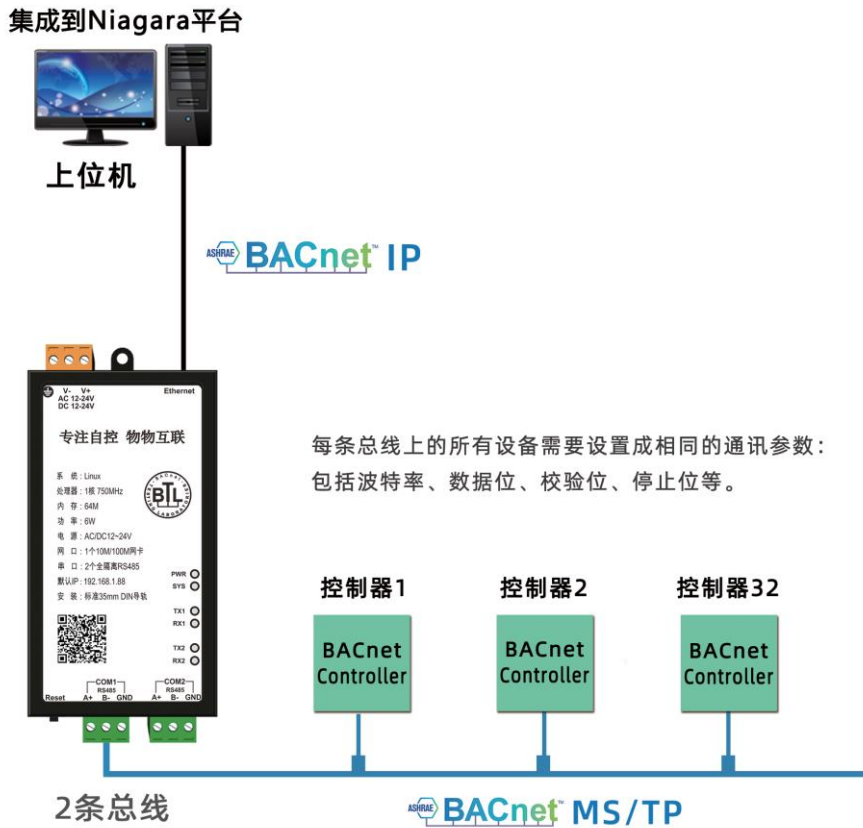 集成到Niagara平台
上位机
ASHRAE BACnet™ IP
V- V+
AC 12-24V
DC 12-24V
Ethernet
专注自控 物物互联
系 统：Linux
处理器：1核 750MHz
内 存：64M
功 率：6W
电 源：AC/DC12~24V
网 口：1个10M/100M网卡
串 口：2个全隔离RS485
默认IP：192.168.1.88
安 装：标准35mm DIN导轨
BTL
PWR
SYS
TX1
RX1
TX2
RX2
COM1
RS485
COM2
RS485
Reset A+ B- GND A+ B- GND
每条总线上的所有设备需要设置成相同的通讯参数：
包括波特率、数据位、校验位、停止位等。
控制器1 控制器2 控制器32
BACnet Controller
BACnet Controller
BACnet Controller
2条总线
ASHRAE BACnet™ MS/TP